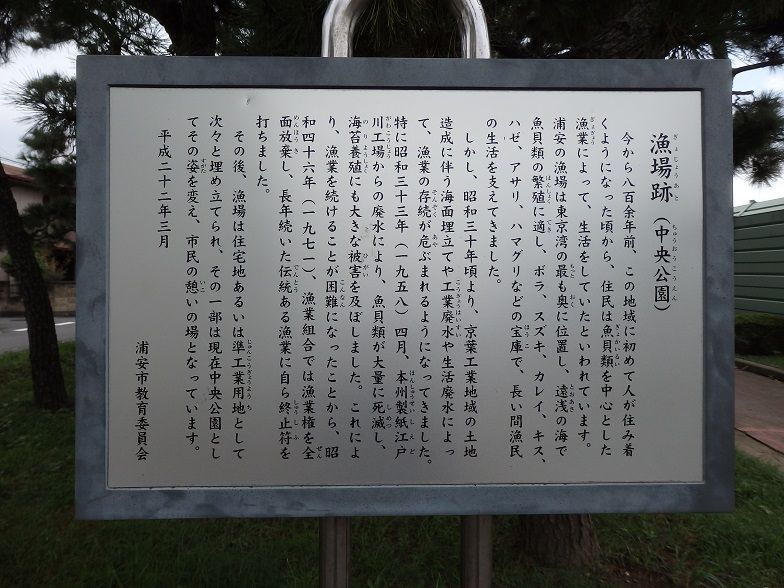 漁場跡（中央公園）
今から八百余年前、この地域に初めて人が住み着
くようになった頃から、住民は魚貝類を中心とした
漁業によって、生活をしていたといわれています。
浦安の漁場は東京湾の最も奥に位置し、遠浅の海で
魚貝類の繁殖に適し、ボラ、スズキ、カレイ、キス、
ハゼ、アサリ、ハマグリなどの宝庫で、長い間漁民
の生活を支えてきました。
しかし、昭和三十年頃より、京葉工業地域の土地
造成に伴う海面埋立てや工業廃水や生活廃水によっ
て、漁業の存続が危ぶまれるようになってきました。
特に昭和三十三年（一九五八）四月、本州製紙江戸
川工場からの廃水により、魚貝類が大量に死滅し、
海苔養殖にも大きな被害を及ぼしました。これによ
り、漁業を続けることが困難になったことから、昭
和四十六年（一九七一）、漁業組合では漁業権を全
面放棄し、長年続いた伝統ある漁業に自ら終止符を
打ちました。
その後、漁場は住宅地あるいは準工業用地として
次々と埋め立てられ、その一部は現在中央公園とし
てその姿を変え、市民の憩いの場となっています。
平成二十二年三月
浦安市教育委員会